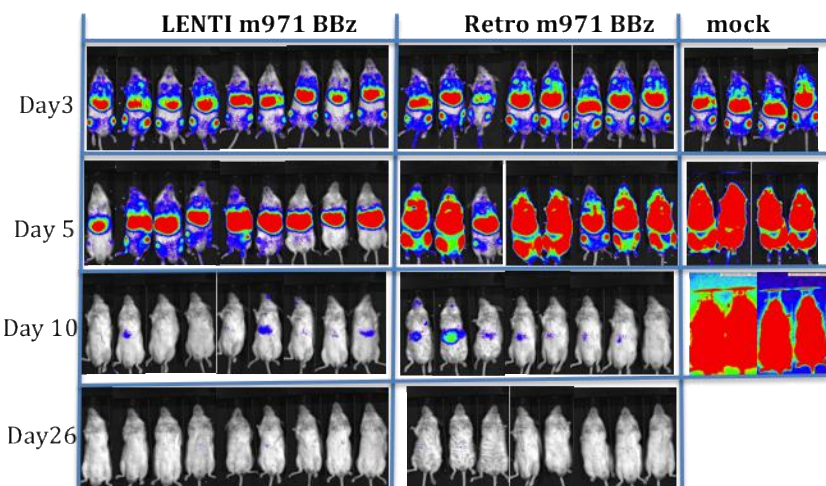 LENTI m971 BBz Retro m971 BBz mock
Day3
Day 5
Day 10
Day26